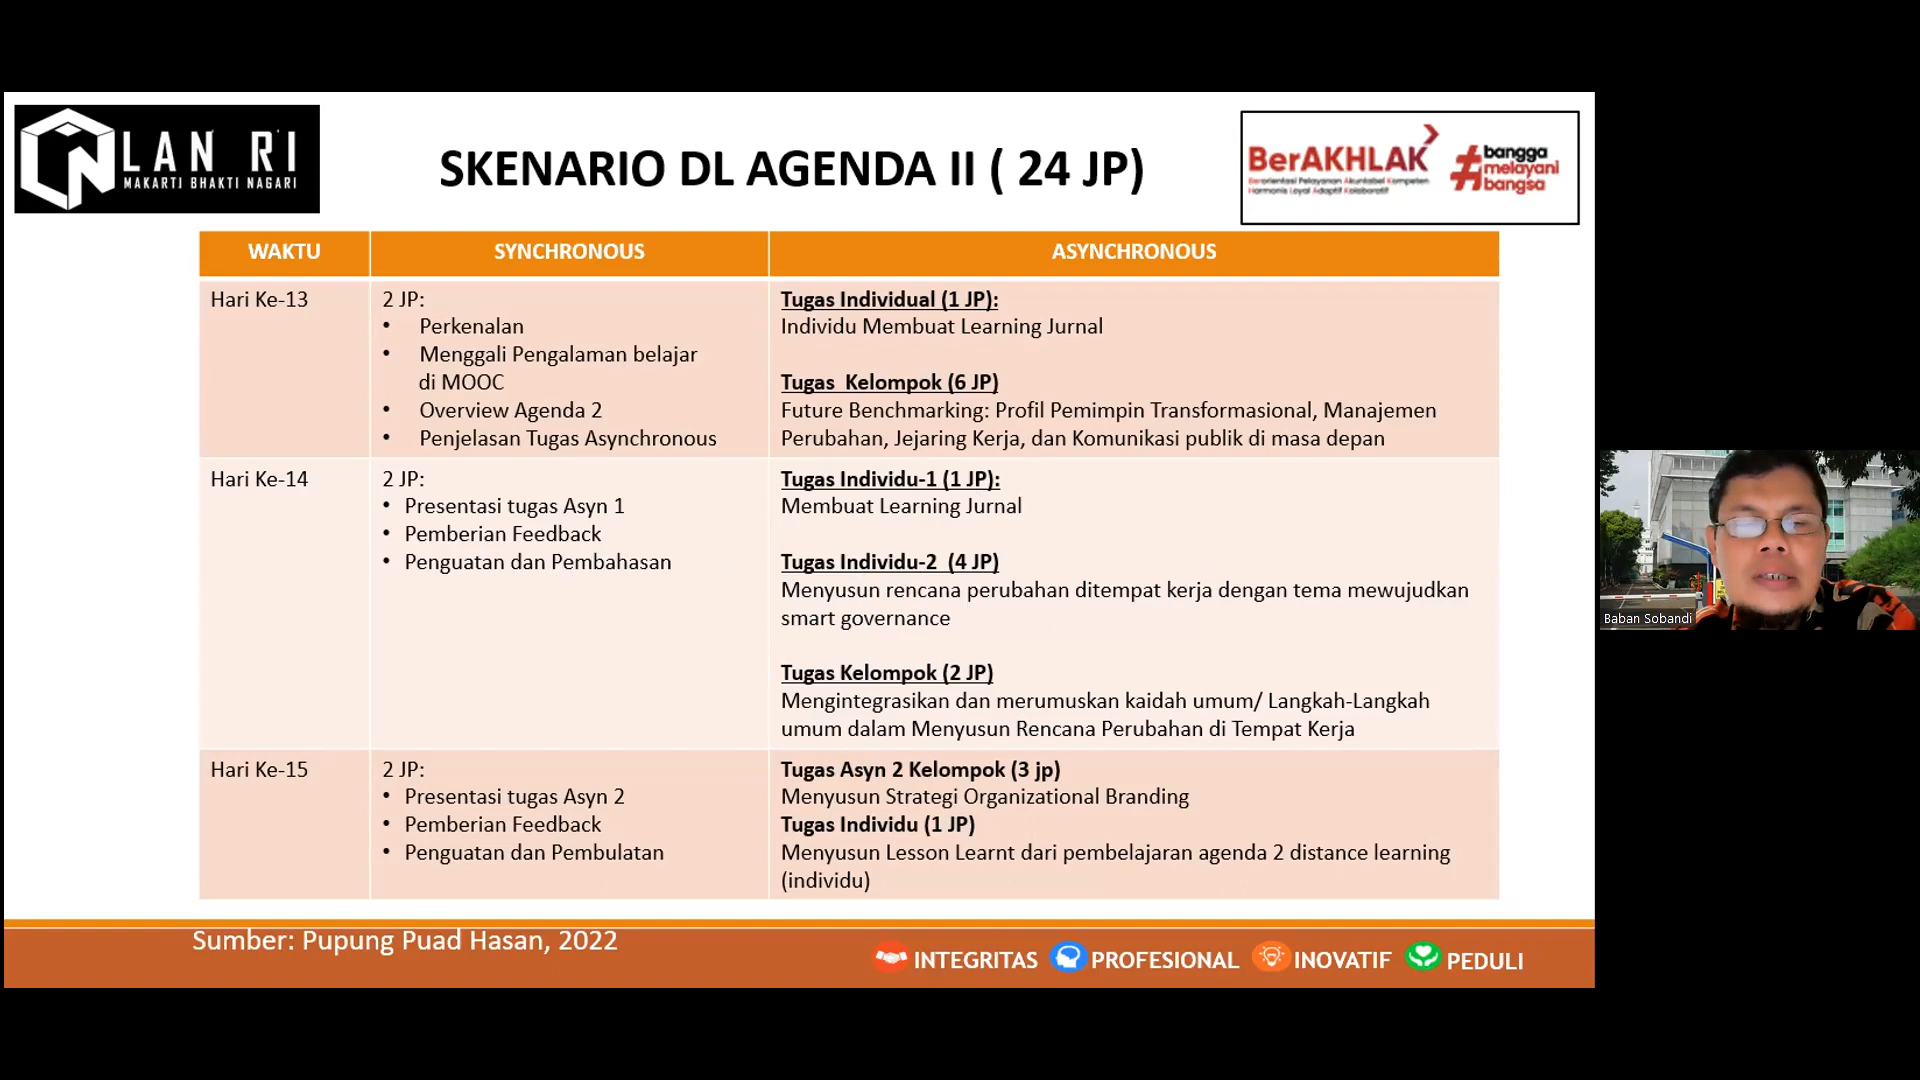 LAN RI
MAKARTI BHAKTI NAGARI
SKENARIO DL AGENDA II ( 24 JP)
BerAKHLAK
Berorientasi Pelayanan Akuntabel Kompeten
Harmonis Loyal Adaptif Kolaboratif
#bangga
melayani
bangsa
WAKTU
SYNCHRONOUS
ASYNCHRONOUS
Hari Ke-13
2 JP:
• Perkenalan
• Menggali Pengalaman belajar
di MOOC
• Overview Agenda 2
• Penjelasan Tugas Asynchronous
Tugas Individual (1 JP):
Individu Membuat Learning Jurnal
Tugas  Kelompok (6 JP)
Future Benchmarking: Profil Pemimpin Transformasional, Manajemen
Perubahan, Jejaring Kerja, dan Komunikasi publik di masa depan
Hari Ke-14
2 JP:
• Presentasi tugas Asyn 1
• Pemberian Feedback
• Penguatan dan Pembahasan
Tugas Individu-1 (1 JP):
Membuat Learning Jurnal
Tugas Individu-2  (4 JP)
Menyusun rencana perubahan ditempat kerja dengan tema mewujudkan
smart governance
Tugas Kelompok (2 JP)
Mengintegrasikan dan merumuskan kaidah umum/ Langkah-Langkah
umum dalam Menyusun Rencana Perubahan di Tempat Kerja
Hari Ke-15
2 JP:
• Presentasi tugas Asyn 2
• Pemberian Feedback
• Penguatan dan Pembulatan
Tugas Asyn 2 Kelompok (3 jp)
Menyusun Strategi Organizational Branding
Tugas Individu (1 JP)
Menyusun Lesson Learnt dari pembelajaran agenda 2 distance learning
(individu)
Sumber: Pupung Puad Hasan, 2022
INTEGRITAS
PROFESIONAL
INOVATIF
PEDULI
Baban Sobandi